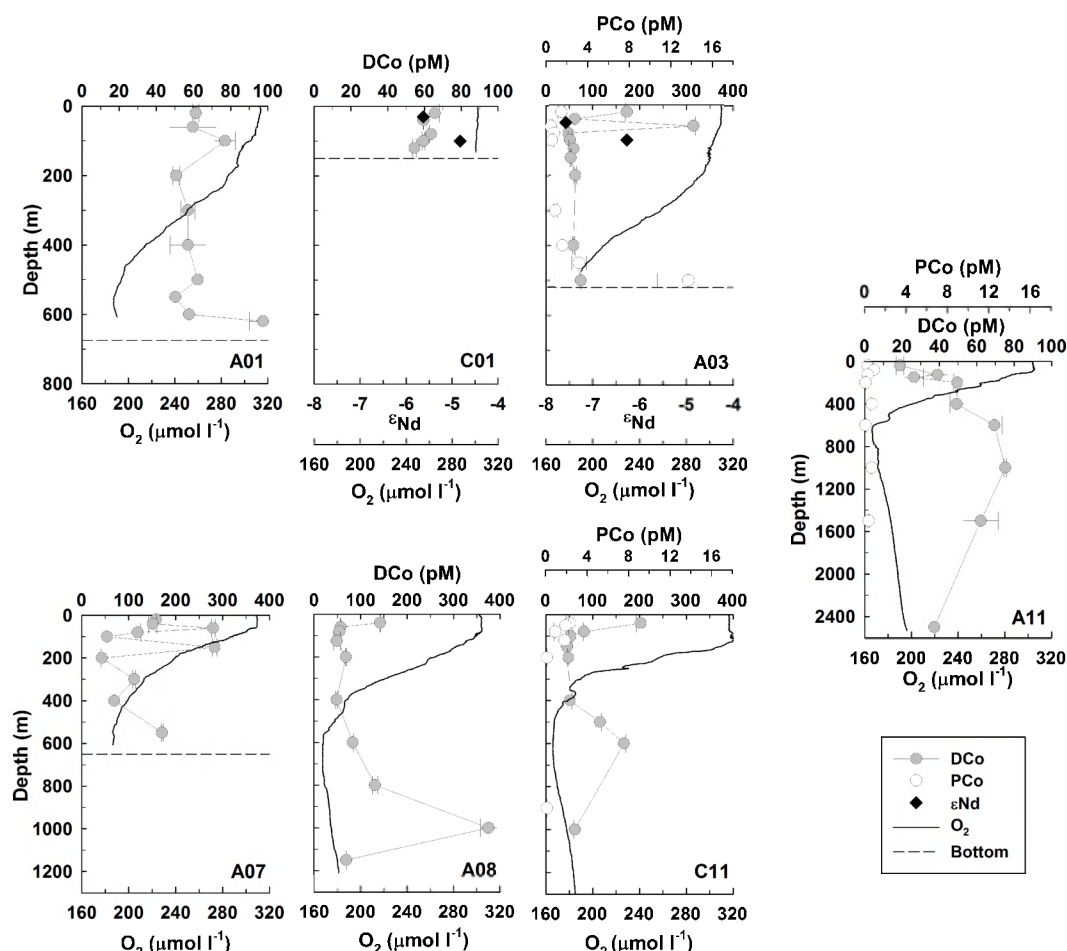 PCo (pM)
0 4 8 12 16
DCo (pM)
0 20 40 60 80 100
0 20 40 60 80 100
0 100 200 300 400
0
200
400
600
800
Depth (m)
A01
C01
A03
160 200 240 280 320
O₂ (μmol l⁻¹)
-8 -7 -6 -5 -4
εNd
160 200 240 280 320
O₂ (μmol l⁻¹)
-8 -7 -6 -5 -4
εNd
160 200 240 280 320
O₂ (μmol l⁻¹)
PCo (pM)
0 4 8 12 16
DCo (pM)
0 20 40 60 80 100
0
400
800
1200
1600
2000
2400
Depth (m)
A11
160 200 240 280 320
O₂ (μmol l⁻¹)
PCo (pM)
0 4 8 12 16
DCo (pM)
0 100 200 300 400
0 100 200 300 400
0 100 200 300 400
0
200
400
600
800
1000
1200
Depth (m)
A07
A08
C11
160 200 240 280 320
O₂ (μmol l⁻¹)
160 200 240 280 320
O₂ (μmol l⁻¹)
160 200 240 280 320
O₂ (μmol l⁻¹)
DCo
PCo
εNd
O₂
Bottom